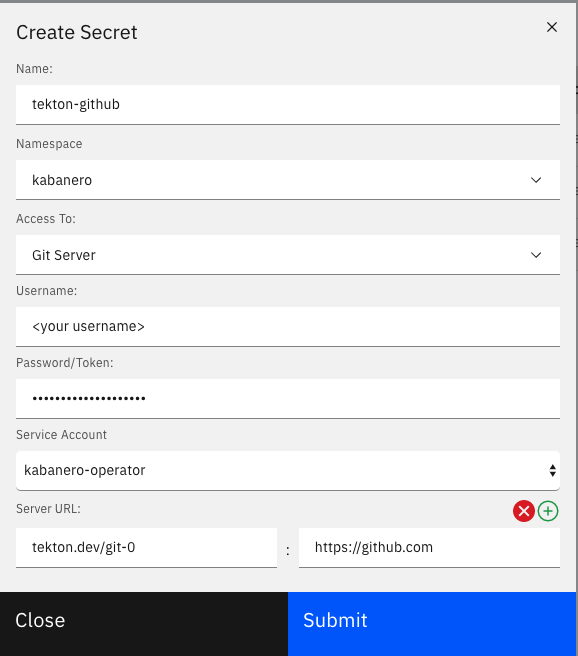 Create Secret
Name:
tekton-github
Namespace
kabanero
Access To:
Git Server
Username:
<your username>
Password/Token:
••••••••••••••••••••
Service Account
kabanero-operator
Server URL:
tekton.dev/git-0 : https://github.com
Close Submit